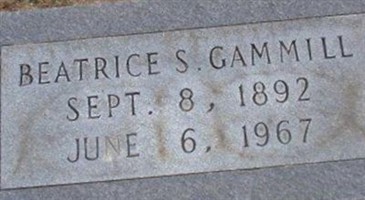 BEATRICE S. GAMMILL
SEPT. 8, 1892
JUNE 6, 1967